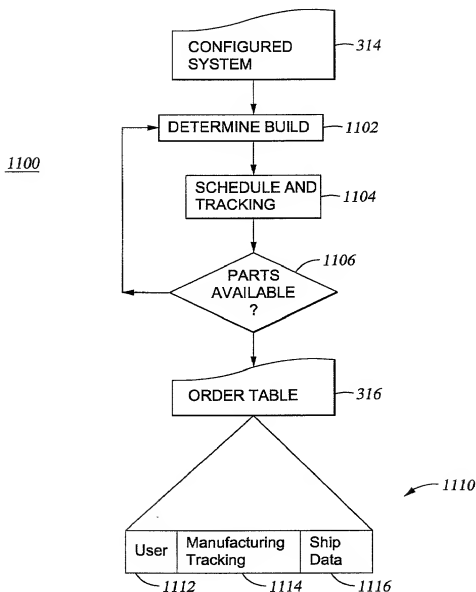 CONFIGURED
SYSTEM
314
DETERMINE BUILD
1102
1100
SCHEDULE AND
TRACKING
1104
1106
PARTS
AVAILABLE
?
ORDER TABLE
316
1110
User
Manufacturing
Tracking
Ship
Data
1112
1114
1116